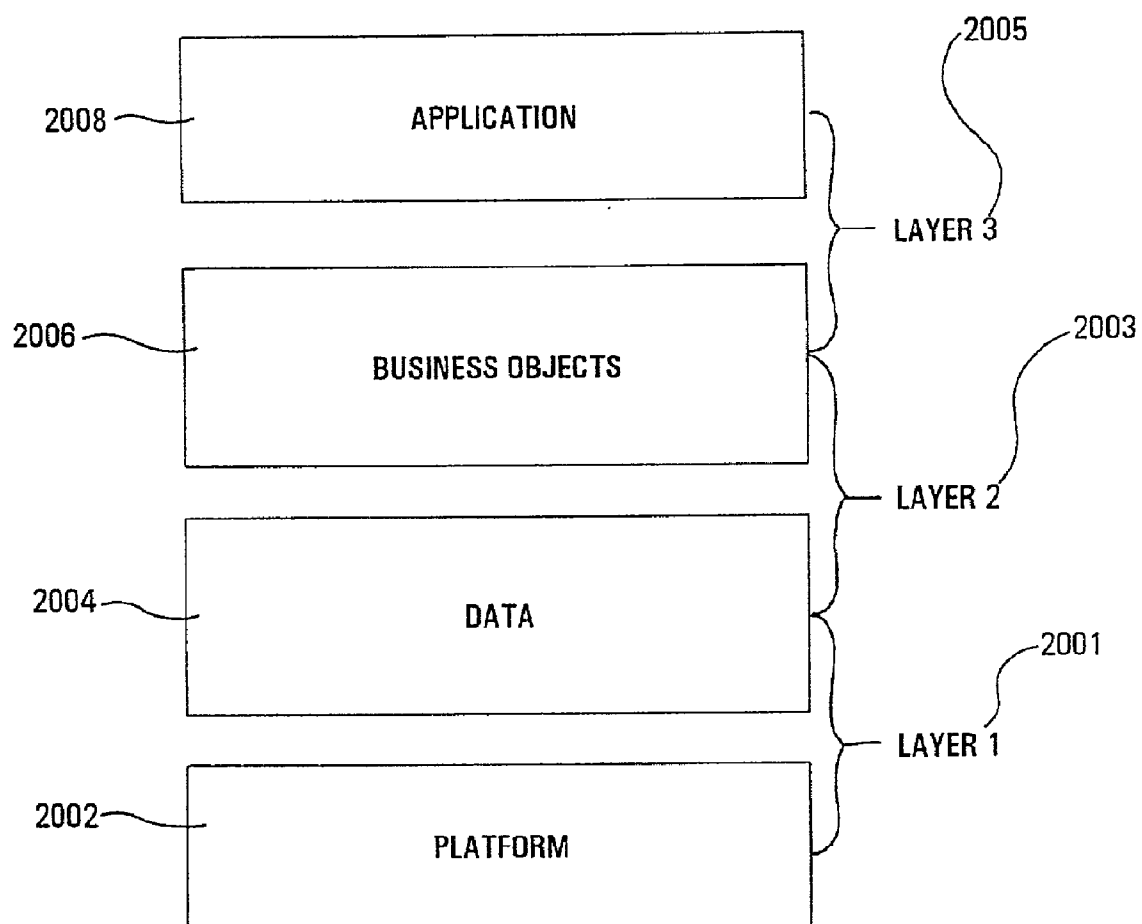 2005
2008
APPLICATION
LAYER 3
2006
2003
BUSINESS OBJECTS
LAYER 2
2004
DATA
2001
LAYER 1
2002
PLATFORM